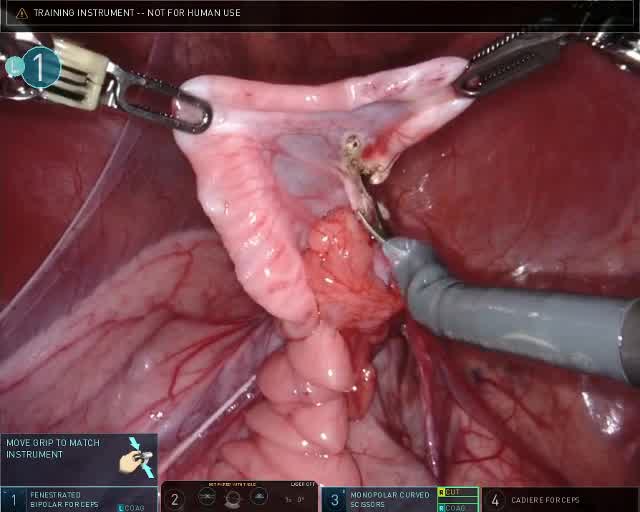 TRAINING INSTRUMENT -- NOT FOR HUMAN USE
1
MOVE GRIP TO MATCH
INSTRUMENT
1
FENESTRATED
BIPOLAR FORCEPS
L COAG
2
3
MONOPOLAR CURVED
SCISSORS
R CUT
R COAG
4
CADIERE FORCEPS